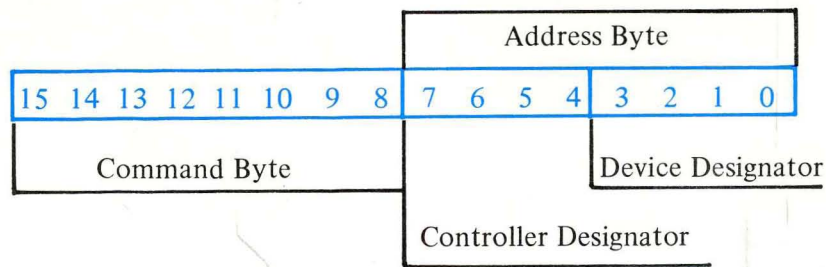 Address Byte
15 14 13 12 11 10 9 8 7 6 5 4 3 2 1 0
Command Byte
Device Designator
Controller Designator